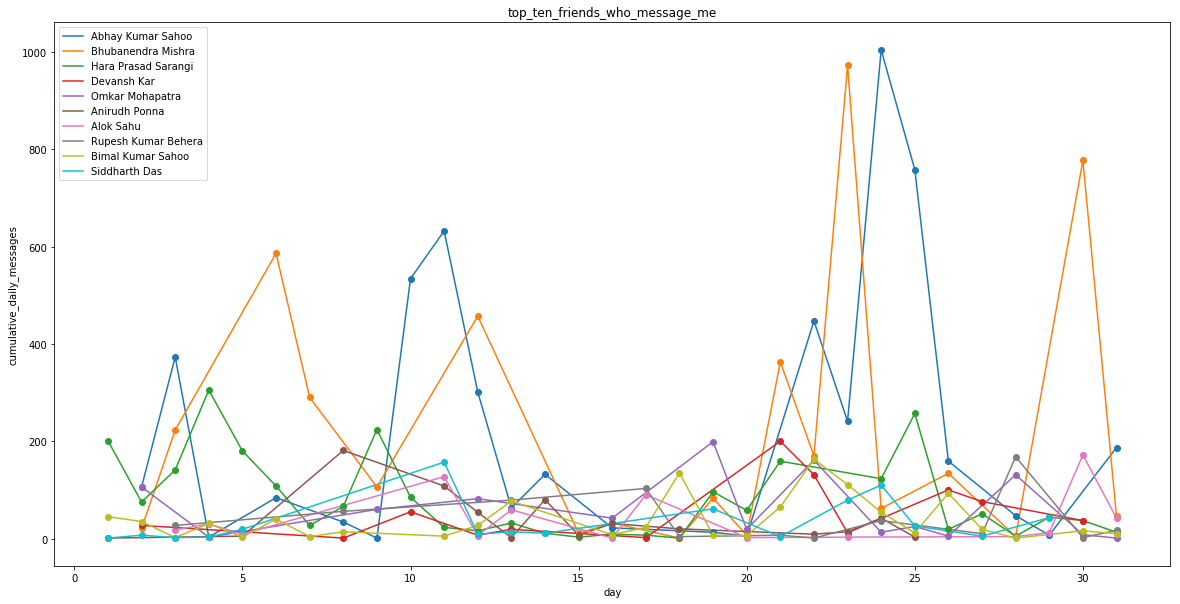 top_ten_friends_who_message_me
Abhay Kumar Sahoo
Bhubanendra Mishra
Hara Prasad Sarangi
Devansh Kar
Omkar Mohapatra
Anirudh Ponna
Alok Sahu
Rupesh Kumar Behera
Bimal Kumar Sahoo
Siddharth Das
cumulative_daily_messages
1000
800
600
400
200
0
0 5 10 15 20 25 30
day